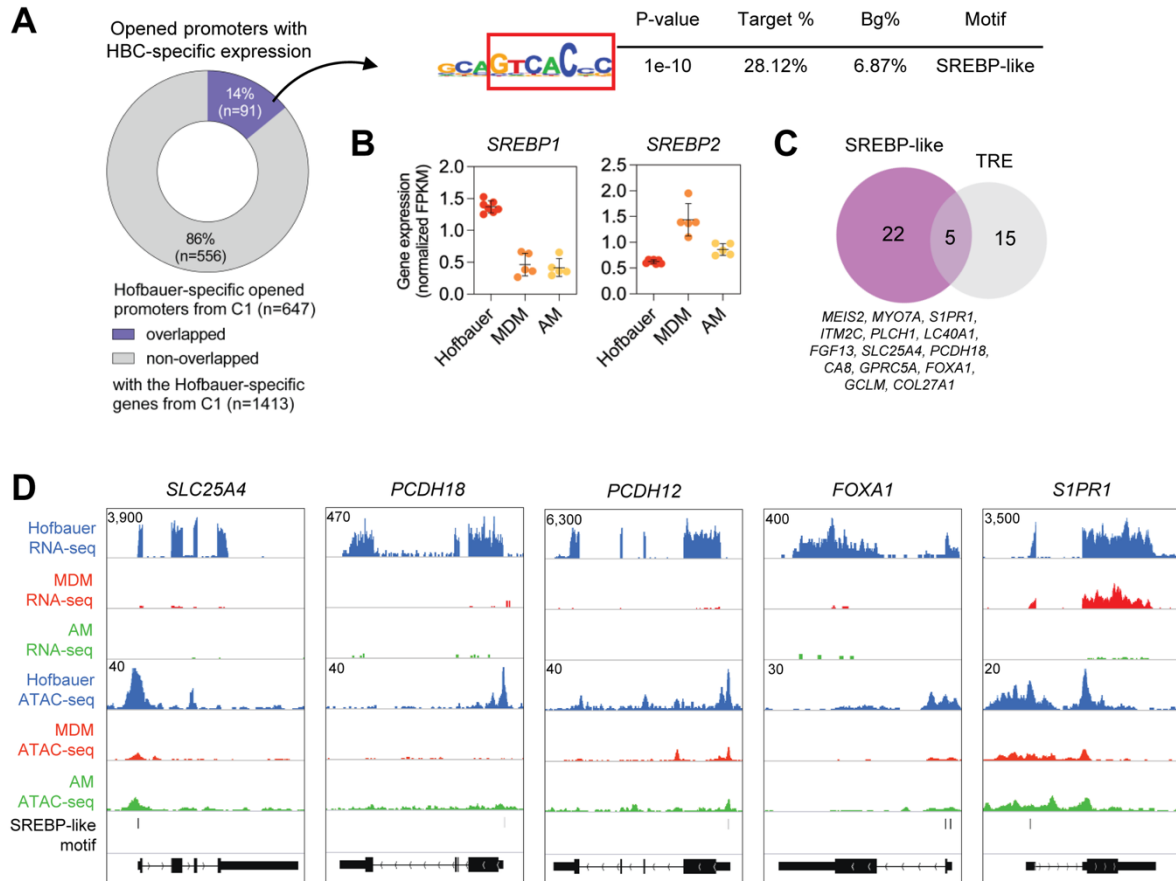 A
Opened promoters with
HBC-specific expression
14%
(n=91)
86%
(n=556)
Hofbauer-specific opened
promoters from C1 (n=647)
overlapped
non-overlapped
with the Hofbauer-specific
genes from C1 (n=1413)
GCAGTCACCC
P-value Target % Bg% Motif
1e-10 28.12% 6.87% SREBP-like
B
SREBP1 SREBP2
Gene expression
(normalized FPKM)
2.0
1.5
1.0
0.5
0.0
Hofbauer
MDM
AM
2.5
2.0
1.5
1.0
0.5
0.0
Hofbauer
MDM
AM
C
SREBP-like
TRE
22 5 15
MEIS2, MYO7A, S1PR1,
ITM2C, PLCH1, LC40A1,
FGF13, SLC25A4, PCDH18,
CA8, GPRC5A, FOXA1,
GCLM, COL27A1
D
SLC25A4 PCDH18 PCDH12 FOXA1 S1PR1
Hofbauer
RNA-seq
3,900 470 6,300 400 3,500
MDM
RNA-seq
AM
RNA-seq
Hofbauer
ATAC-seq
40 40 40 30 20
MDM
ATAC-seq
AM
ATAC-seq
SREBP-like
motif